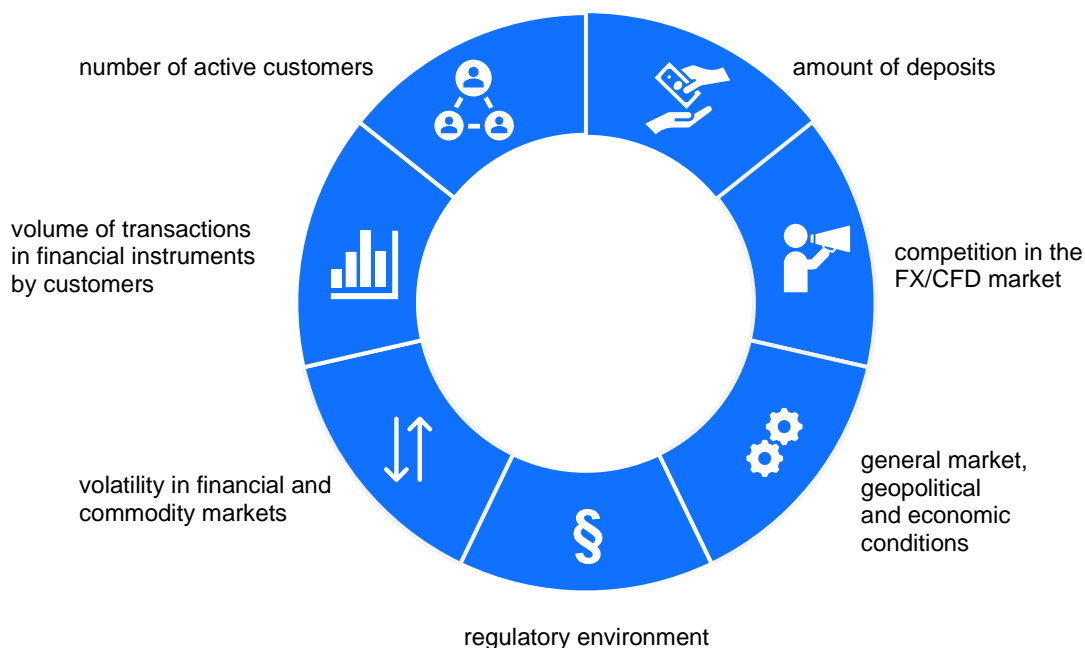 number of active customers
amount of deposits
volume of transactions
in financial instruments
by customers
competition in the
FX/CFD market
volatility in financial and
commodity markets
general market,
geopolitical
and economic
conditions
§
regulatory environment